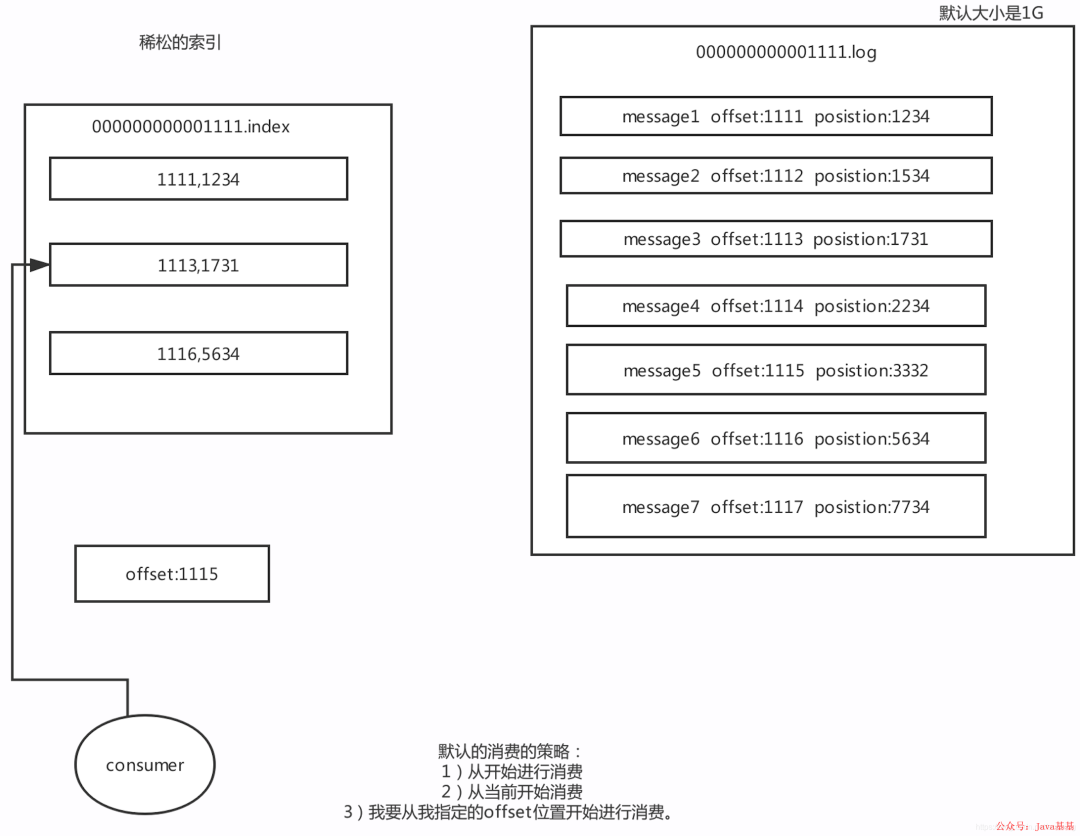 默认大小是1G
稀松的索引
000000000001111.index
1111,1234
1113,1731
1116,5634
000000000001111.log
message1 offset:1111 posistion:1234
message2 offset:1112 posistion:1534
message3 offset:1113 posistion:1731
message4 offset:1114 posistion:2234
message5 offset:1115 posistion:3332
message6 offset:1116 posistion:5634
message7 offset:1117 posistion:7734
offset:1115
consumer
默认的消费的策略：
1）从开始进行消费
2）从当前开始消费
3）我要从我指定的offset位置开始进行消费。
公众号：Java基基